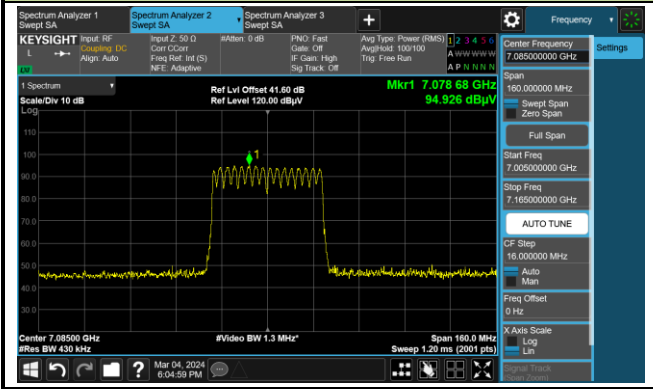 Spectrum Analyzer 1
Swept SA
Spectrum Analyzer 2
Swept SA
Spectrum Analyzer 3
Swept SA
+
Frequency
KEYSIGHT
L
Input: RF
Coupling: DC
Align: Auto
Input Z: 50 Ω
Corr CCorr
Freq Ref: Int (S)
NFE: Adaptive
#Atten: 0 dB
PNO: Fast
Gate: Off
IF Gain: High
Sig Track: Off
Avg Type: Power (RMS)
Avg|Hold: 100/100
Trig: Free Run
1 2 3 4 5 6
A W W W W W
A P N N N N
1 Spectrum
Scale/Div 10 dB
Log
Ref Lvl Offset 41.60 dB
Ref Level 120.00 dBµV
Mkr1 7.078 68 GHz
94.926 dBµV
110
100
90.0
80.0
70.0
60.0
50.0
40.0
30.0
1
Center 7.08500 GHz
#Res BW 430 kHz
#Video BW 1.3 MHz*
Span 160.0 MHz
Sweep 1.20 ms (2001 pts)
Center Frequency
7.085000000 GHz
Settings
Span
160.000000 MHz
Swept Span
Zero Span
Full Span
Start Freq
7.005000000 GHz
Stop Freq
7.165000000 GHz
AUTO TUNE
CF Step
16.000000 MHz
Auto
Man
Freq Offset
0 Hz
X Axis Scale
Log
Lin
Signal Track
(Span Zoom)
?
Mar 04, 2024
6:04:59 PM